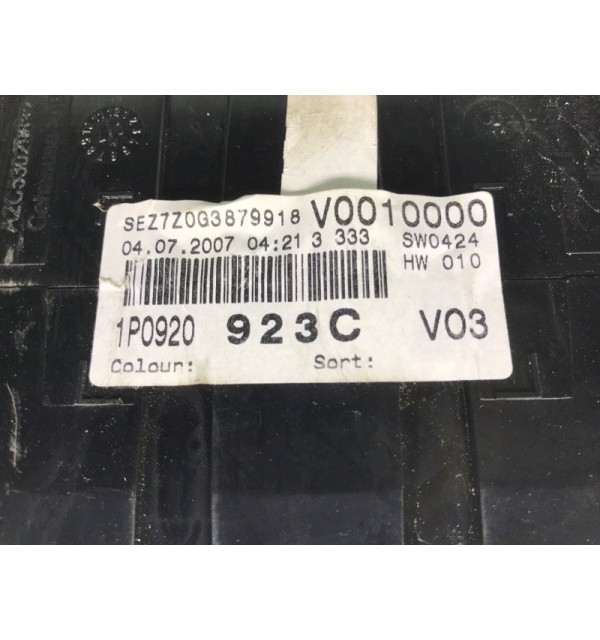 SEZ7Z0G3879918 V0010000
04.07.2007 04:21 3 333 SW0424
HW 010
1P0920 923C V03
Colour: Sort: